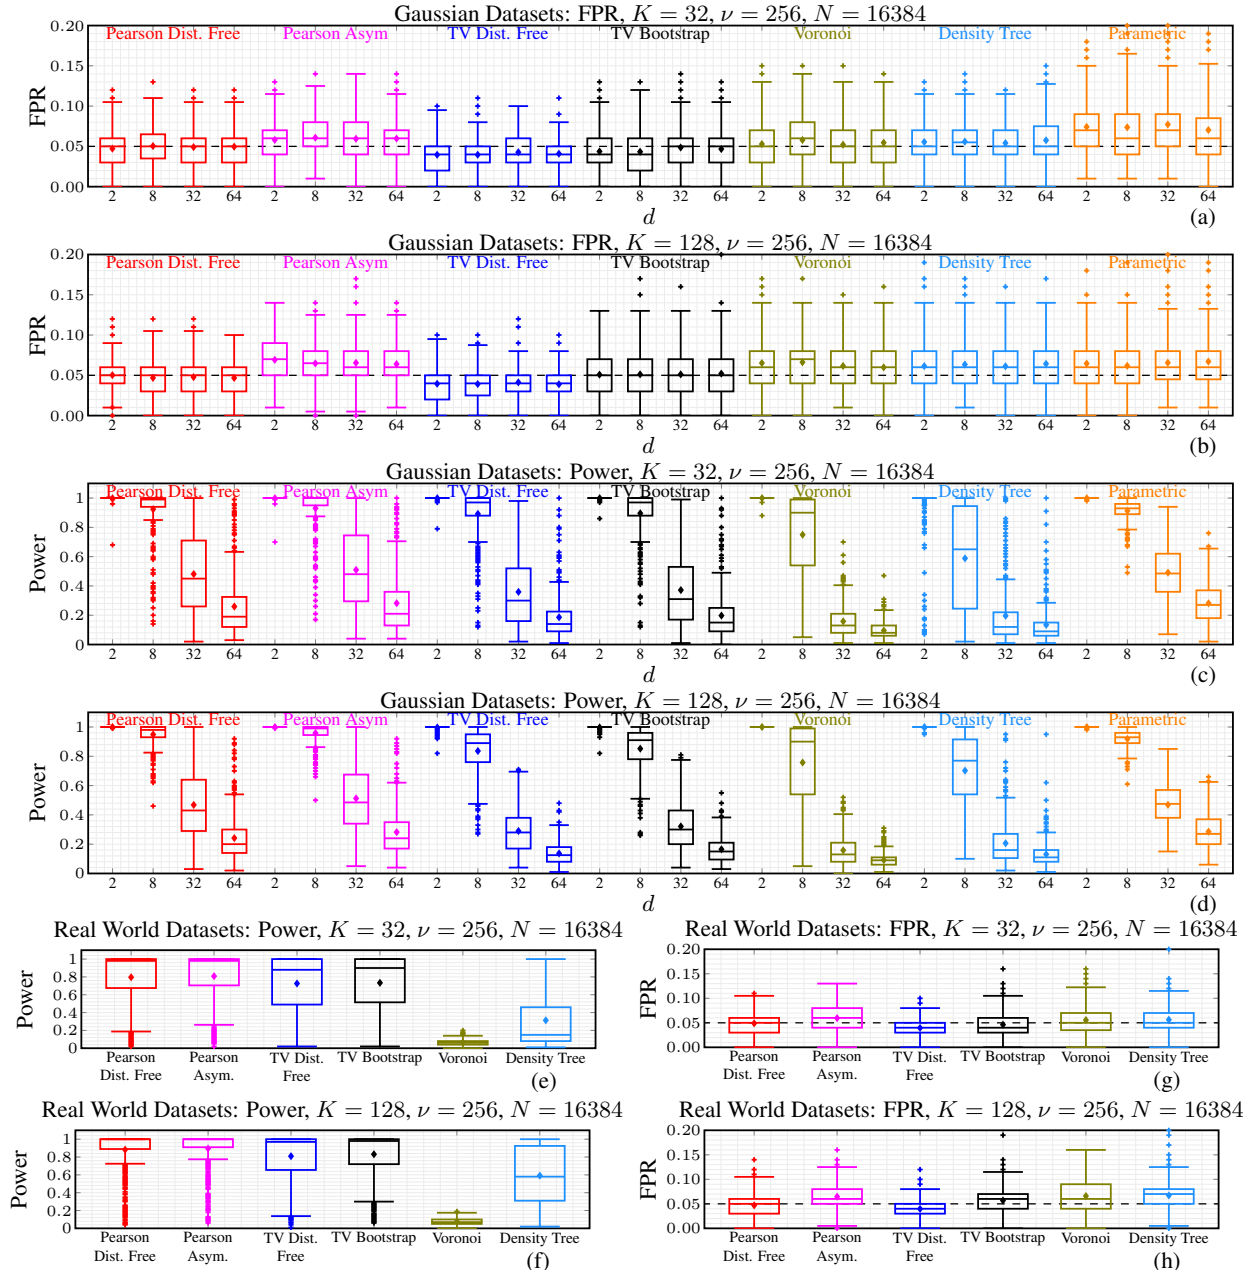 Gaussian Datasets: FPR, K = 32, ν = 256, N = 16384
Pearson Dist. Free Pearson Asym TV Dist. Free TV Bootstrap Voronoi Density Tree Parametric
FPR
0.20
0.15
0.10
0.05
0.00
2 8 32 64 2 8 32 64 2 8 32 64 2 8 32 64 2 8 32 64 2 8 32 64 2 8 32 64
d
(a)
Gaussian Datasets: FPR, K = 128, ν = 256, N = 16384
Pearson Dist. Free Pearson Asym TV Dist. Free TV Bootstrap Voronoi Density Tree Parametric
FPR
0.20
0.15
0.10
0.05
0.00
2 8 32 64 2 8 32 64 2 8 32 64 2 8 32 64 2 8 32 64 2 8 32 64 2 8 32 64
d
(b)
Gaussian Datasets: Power, K = 32, ν = 256, N = 16384
Pearson Dist. Free Pearson Asym TV Dist. Free TV Bootstrap Voronoi Density Tree Parametric
Power
1
0.8
0.6
0.4
0.2
0
2 8 32 64 2 8 32 64 2 8 32 64 2 8 32 64 2 8 32 64 2 8 32 64 2 8 32 64
d
(c)
Gaussian Datasets: Power, K = 128, ν = 256, N = 16384
Pearson Dist. Free Pearson Asym TV Dist. Free TV Bootstrap Voronoi Density Tree Parametric
Power
1
0.8
0.6
0.4
0.2
0
2 8 32 64 2 8 32 64 2 8 32 64 2 8 32 64 2 8 32 64 2 8 32 64 2 8 32 64
d
(d)
Real World Datasets: Power, K = 32, ν = 256, N = 16384
Power
1
0.8
0.6
0.4
0.2
0
Pearson Pearson TV Dist. TV Bootstrap Voronoi Density Tree
Dist. Free Asym. Free
(e)
Real World Datasets: FPR, K = 32, ν = 256, N = 16384
FPR
0.20
0.15
0.10
0.05
0.00
Pearson Pearson TV Dist. TV Bootstrap Voronoi Density Tree
Dist. Free Asym. Free
(g)
Real World Datasets: Power, K = 128, ν = 256, N = 16384
Power
1
0.8
0.6
0.4
0.2
0
Pearson Pearson TV Dist. TV Bootstrap Voronoi Density Tree
Dist. Free Asym. Free
(f)
Real World Datasets: FPR, K = 128, ν = 256, N = 16384
FPR
0.20
0.15
0.10
0.05
0.00
Pearson Pearson TV Dist. TV Bootstrap Voronoi Density Tree
Dist. Free Asym. Free
(h)